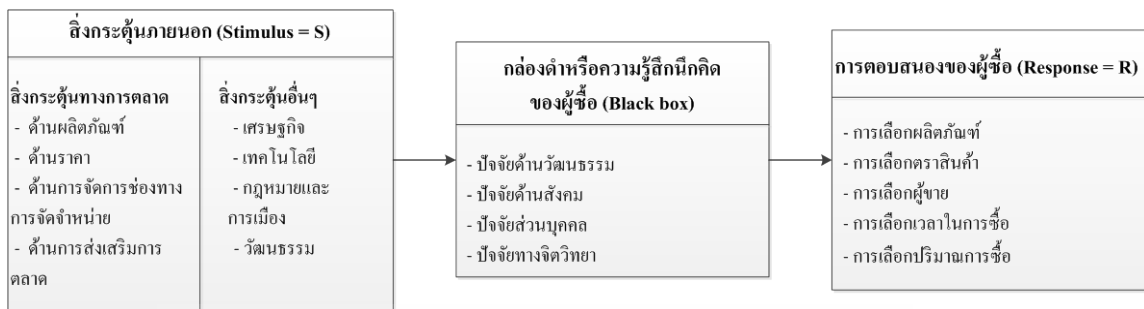 สิ่งกระตุ้นภายนอก (Stimulus = S)
สิ่งกระตุ้นทางการตลาด
- ด้านผลิตภัณฑ์
- ด้านราคา
- ด้านการจัดการช่องทาง
การจัดจำหน่าย
- ด้านการส่งเสริมการ
ตลาด
สิ่งกระตุ้นอื่นๆ
- เศรษฐกิจ
- เทคโนโลยี
- กฎหมายและ
การเมือง
- วัฒนธรรม
กล่องดำหรือความรู้สึกนึกคิด
ของผู้ซื้อ (Black box)
- ปัจจัยด้านวัฒนธรรม
- ปัจจัยด้านสังคม
- ปัจจัยส่วนบุคคล
- ปัจจัยทางจิตวิทยา
การตอบสนองของผู้ซื้อ (Response = R)
- การเลือกผลิตภัณฑ์
- การเลือกตราสินค้า
- การเลือกผู้ขาย
- การเลือกเวลาในการซื้อ
- การเลือกปริมาณการซื้อ